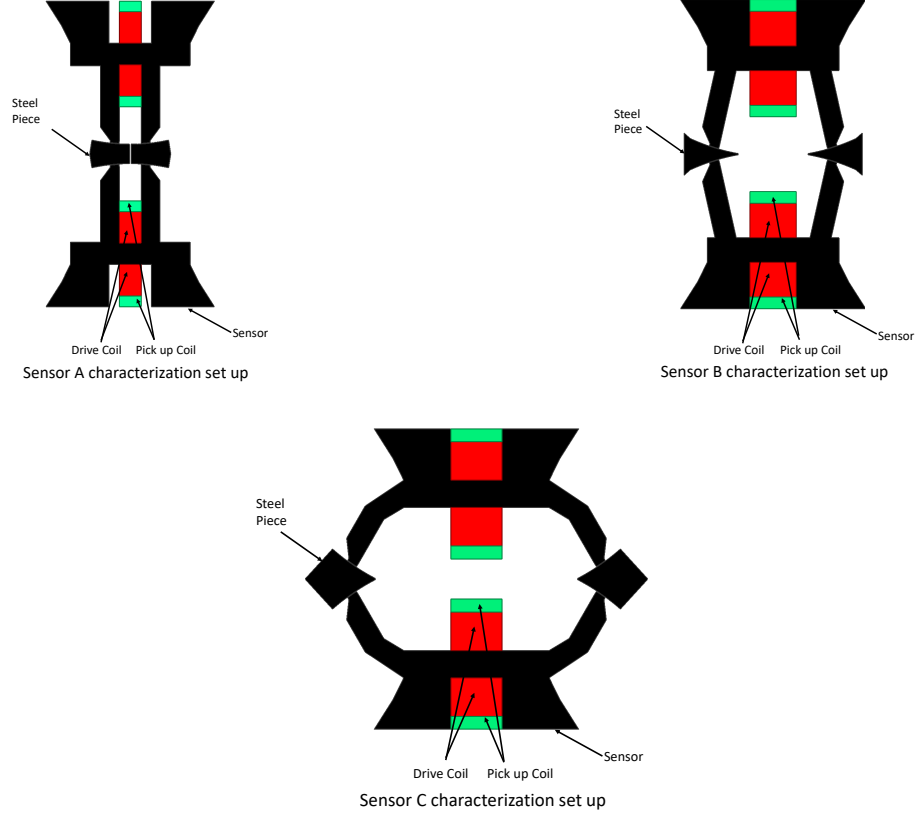 Steel
Piece
Sensor
Drive Coil
Pick up Coil
Sensor A characterization set up
Steel
Piece
Sensor
Drive Coil
Pick up Coil
Sensor B characterization set up
Steel
Piece
Sensor
Drive Coil
Pick up Coil
Sensor C characterization set up